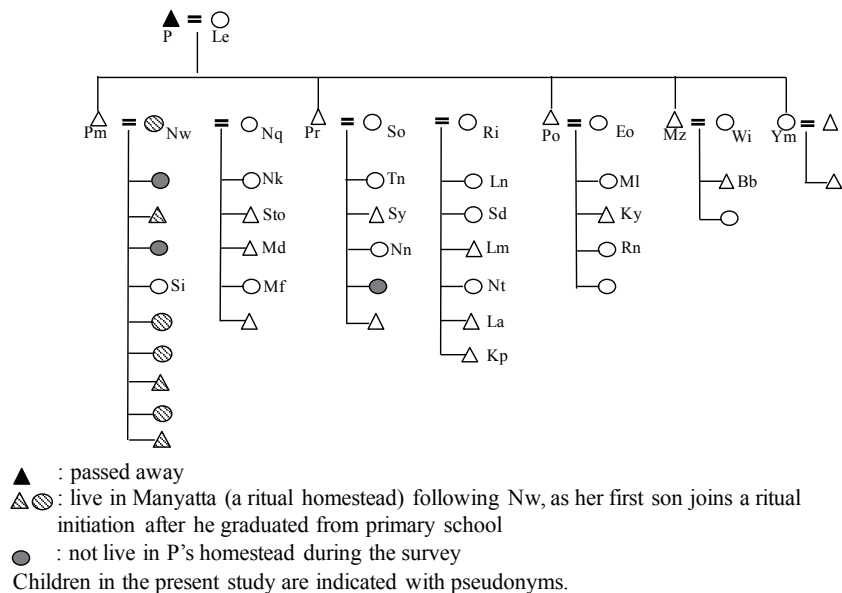 P = Le
Pm = Nw = Nq Pr = So = Ri Po = Eo Mz = Wi Ym =
Nk Tn Ln Ml Bb
Sto Sy Sd Ky
Md Nn Lm Rn
Si Mf Nt
La
Kp
: passed away
: live in Manyatta (a ritual homestead) following Nw, as her first son joins a ritual
initiation after he graduated from primary school
: not live in P's homestead during the survey
Children in the present study are indicated with pseudonyms.